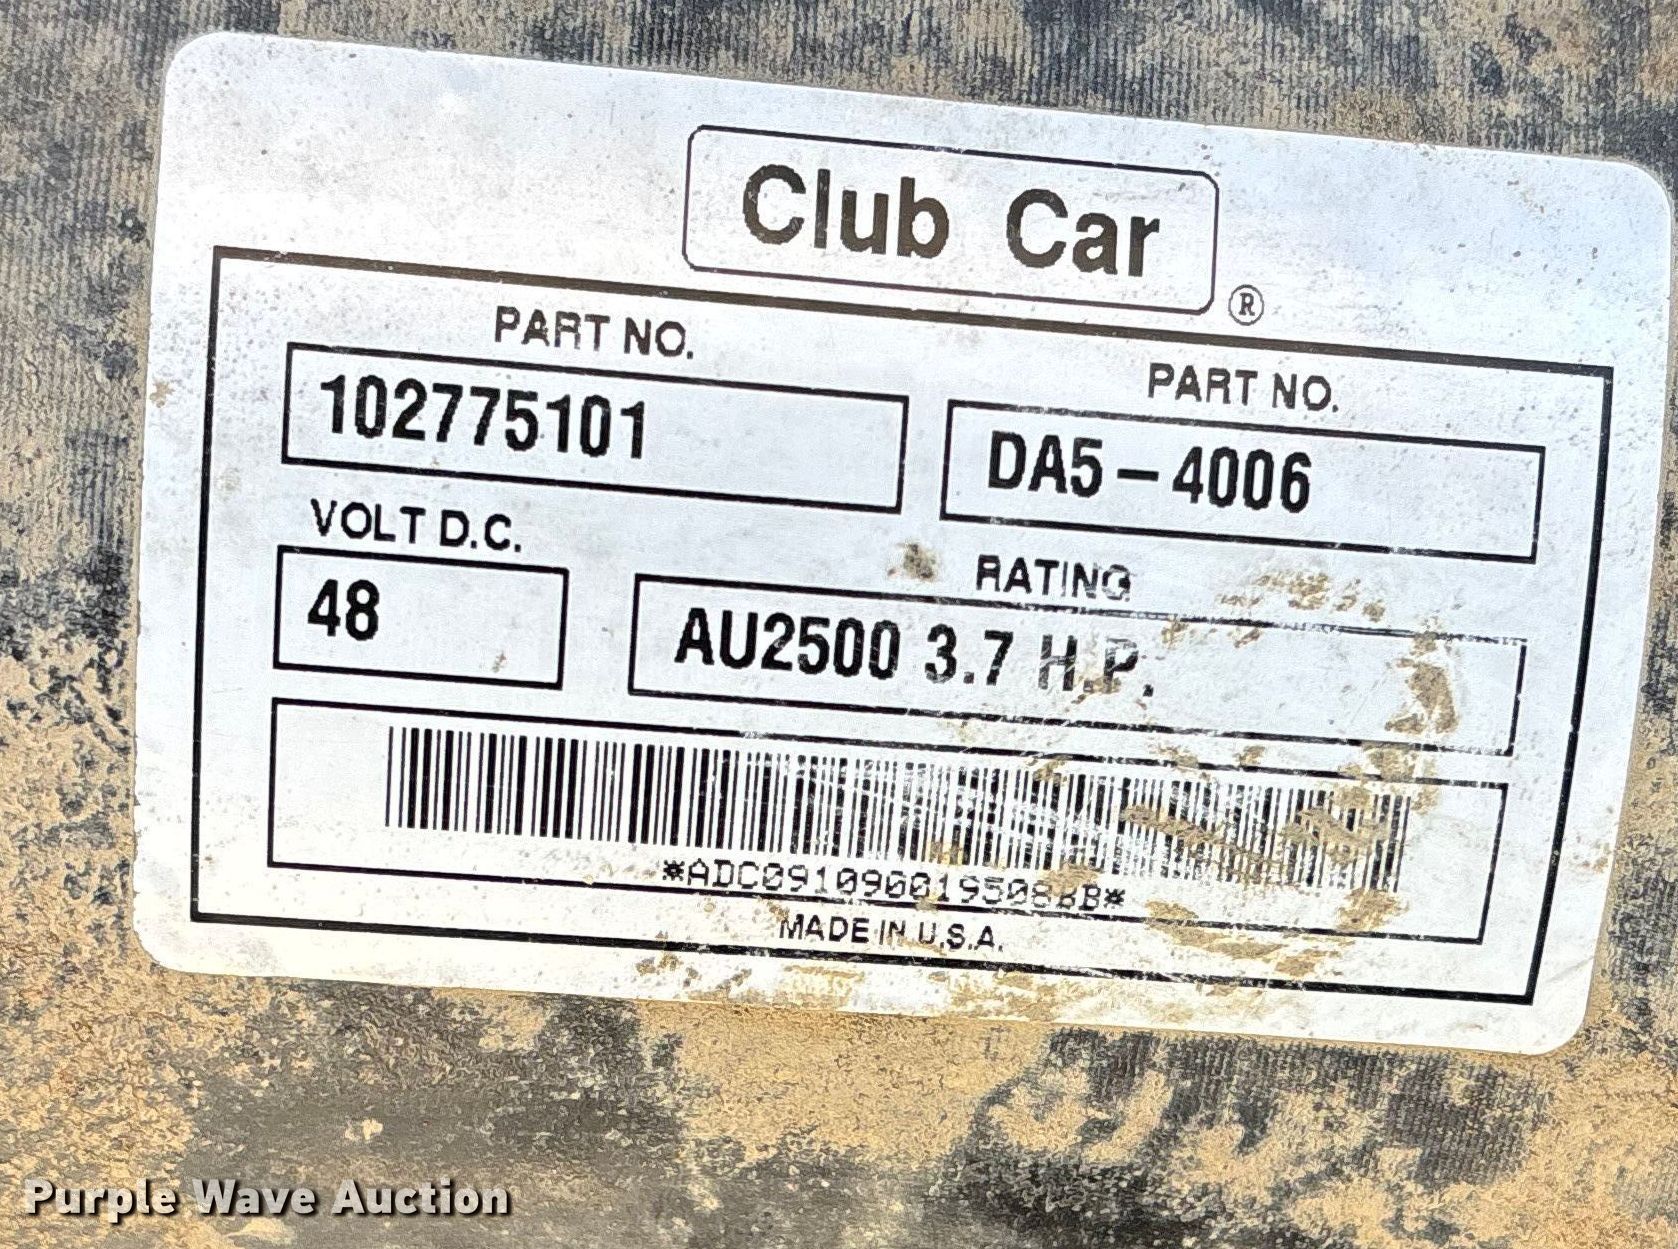 Club Car
®
PART NO.
102775101
PART NO.
DA5-4006
VOLT D.C.
48
RATING
AU2500 3.7 H.P.
MADE IN U.S.A.
Purple Wave Auction